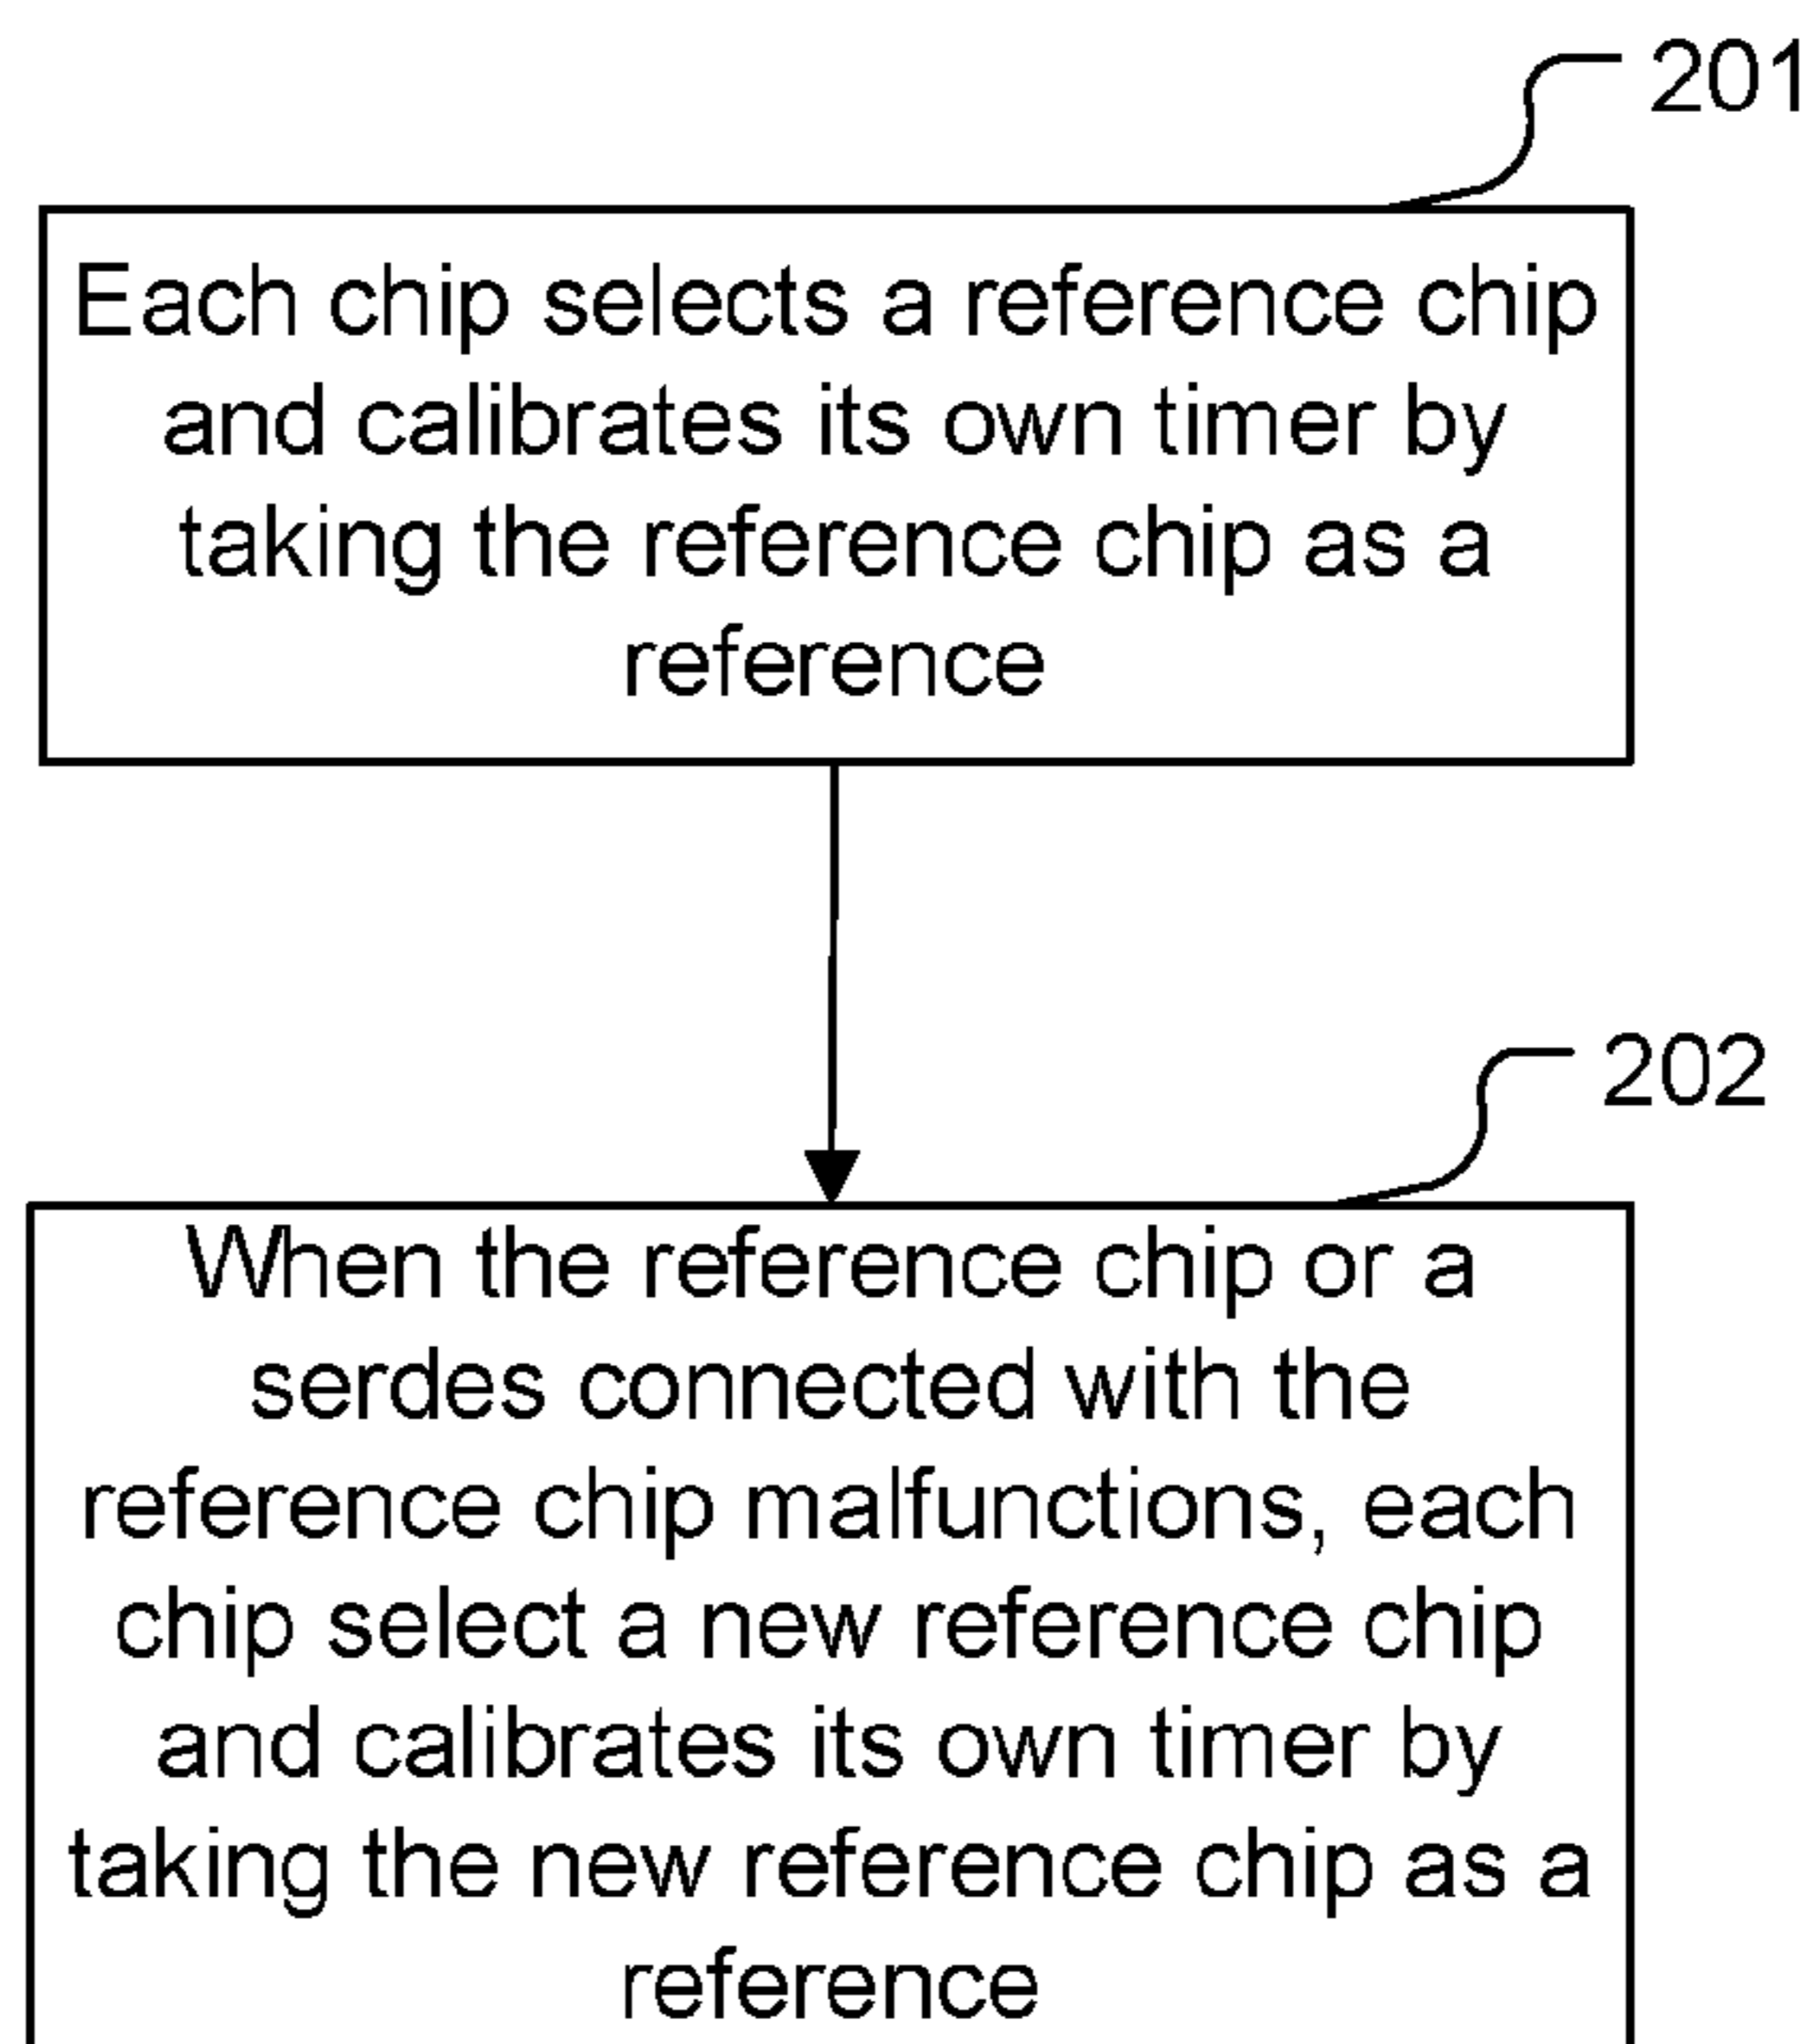 201
Each chip selects a reference chip
and calibrates its own timer by
taking the reference chip as a
reference
202
When the reference chip or a
serdes connected with the
reference chip malfunctions, each
chip select a new reference chip
and calibrates its own timer by
taking the new reference chip as a
reference